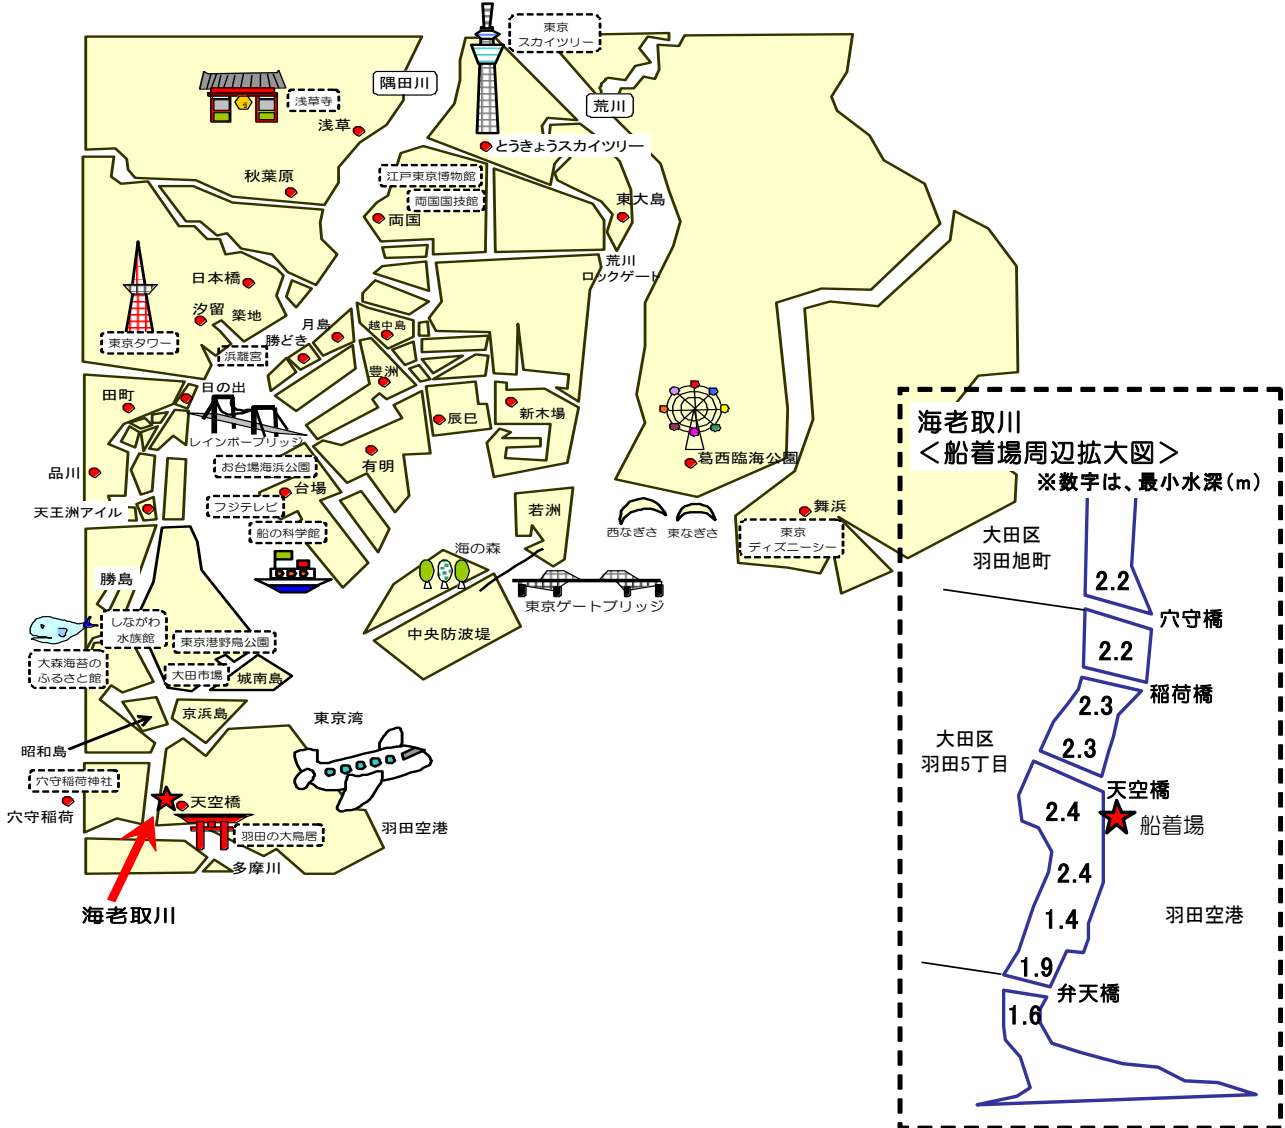 東京
スカイツリー
隅田川
荒川
浅草寺
浅草
とうきょうスカイツリー
秋葉原
江戸東京博物館
両国国技館
両国
東大島
荒川
ロックゲート
日本橋
汐留
築地
月島
越中島
東京タワー
勝どき
浜離宮
豊洲
田町
日の出
辰巳
新木場
レインボーブリッジ
葛西臨海公園
品川
お台場海浜公園
有明
台場
天王洲アイル
フジテレビ
若洲
舞浜
船の科学館
西なぎさ
東なぎさ
東京
ディズニーシー
海の森
勝島
東京ゲートブリッジ
しながわ
水族館
中央防波堤
東京港野鳥公園
大森海苔の
ふるさと館
大田市場
城南島
京浜島
東京湾
昭和島
穴守稲荷神社
穴守稲荷
天空橋
羽田空港
羽田の大鳥居
多摩川
海老取川
海老取川
＜船着場周辺拡大図＞
※数字は、最小水深(m)
大田区
羽田旭町
2.2
穴守橋
2.2
稲荷橋
2.3
2.3
大田区
羽田5丁目
天空橋
2.4
船着場
2.4
1.4
羽田空港
1.9
弁天橋
1.6